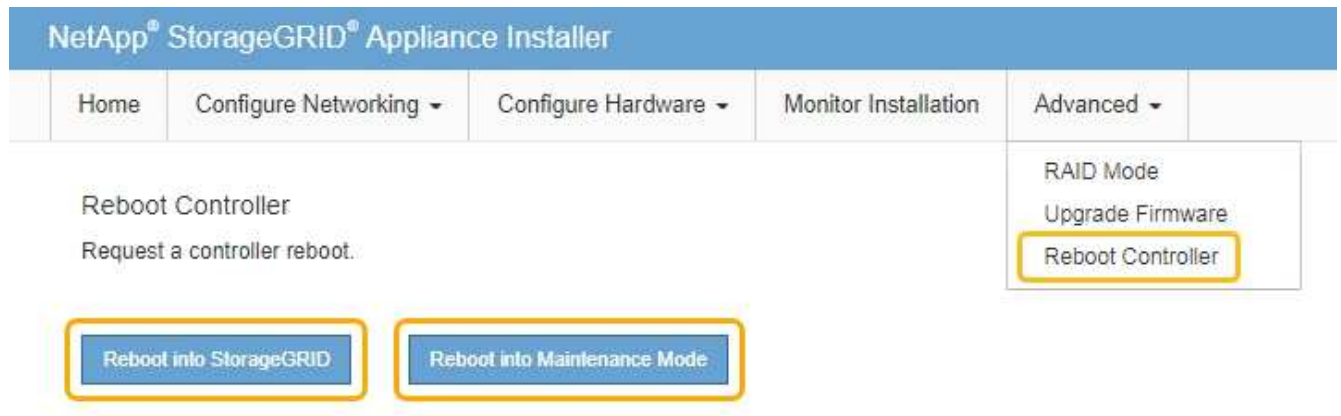 NetApp® StorageGRID® Appliance Installer
Home Configure Networking Configure Hardware Monitor Installation Advanced
RAID Mode
Upgrade Firmware
Reboot Controller
Reboot Controller
Request a controller reboot.
Reboot into StorageGRID Reboot into Maintenance Mode